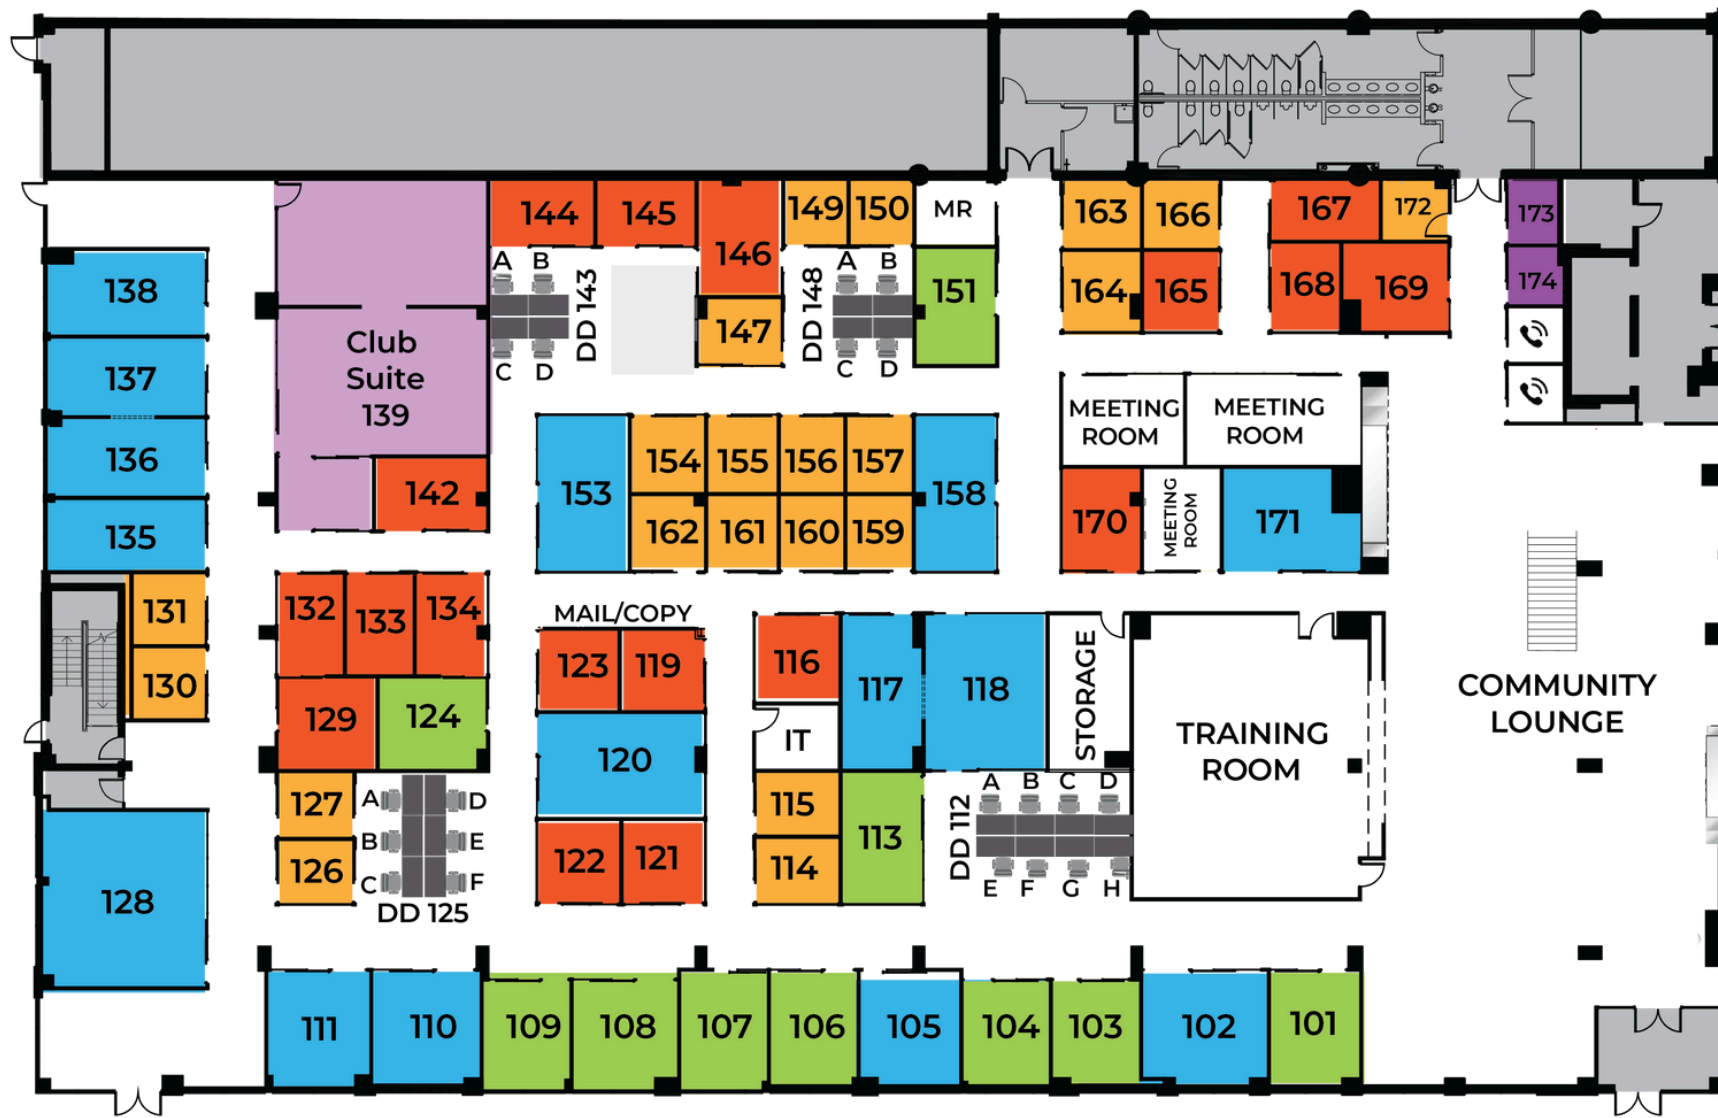 144
145
146
149
150
MR
163
166
167
172
173
138
A
B
DD 143
C
D
147
A
B
DD 148
C
D
151
164
165
168
169
174
137
Club
Suite
139
MEETING
ROOM
MEETING
ROOM
136
142
153
154
155
156
157
158
170
MEETING
ROOM
171
135
162
161
160
159
131
132
133
134
MAIL/COPY
123
119
116
117
118
STORAGE
130
129
124
IT
TRAINING
ROOM
COMMUNITY
LOUNGE
120
127
A
D
B
E
C
F
DD 125
126
115
113
114
DD 112
A
B
C
D
E
F
G
H
122
121
128
111
110
109
108
107
106
105
104
103
102
101